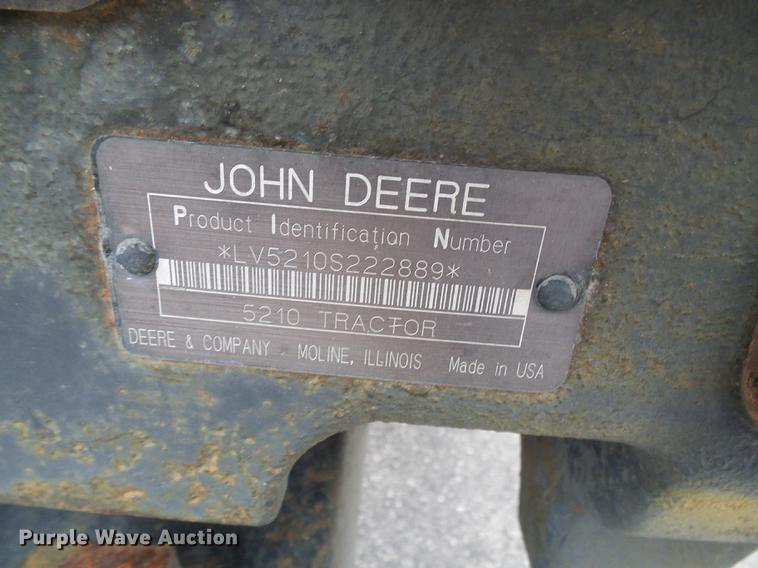 JOHN DEERE
Product Identification Number
*LV5210S222889*
5210 TRACTOR
DEERE & COMPANY MOLINE, ILLINOIS Made in USA
Purple Wave Auction